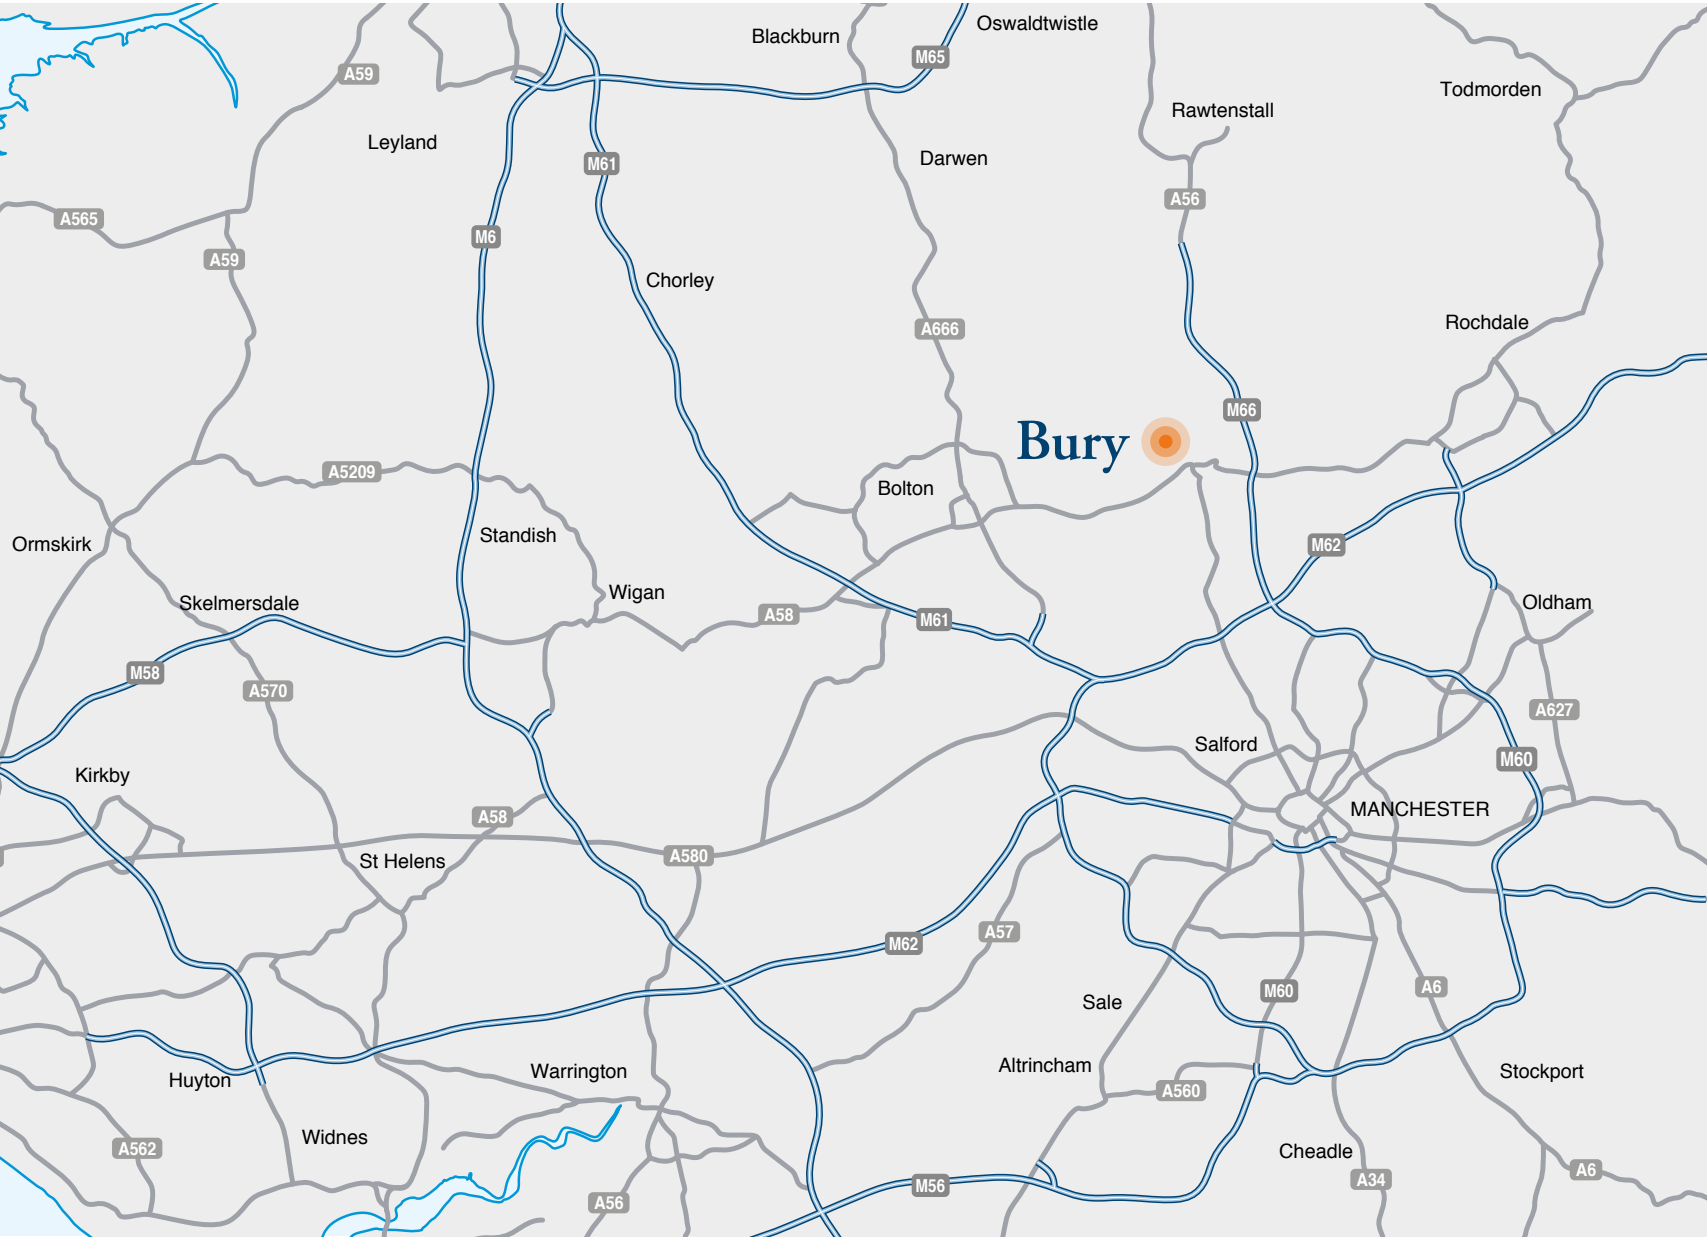 Oswaldtwistle
Blackburn
M65
A59
Todmorden
Rawtenstall
Leyland
Darwen
M61
A56
A565
M6
A59
Chorley
Rochdale
A666
M66
Bury
A5209
Bolton
Standish
Ormskirk
M62
Wigan
Skelmersdale
Oldham
A58
M61
M58
A570
A627
Salford
M60
Kirkby
MANCHESTER
A58
A580
St Helens
A57
M62
A6
M60
Sale
Altrincham
Warrington
Stockport
Huyton
A560
Widnes
A562
Cheadle
A6
A34
M56
A56